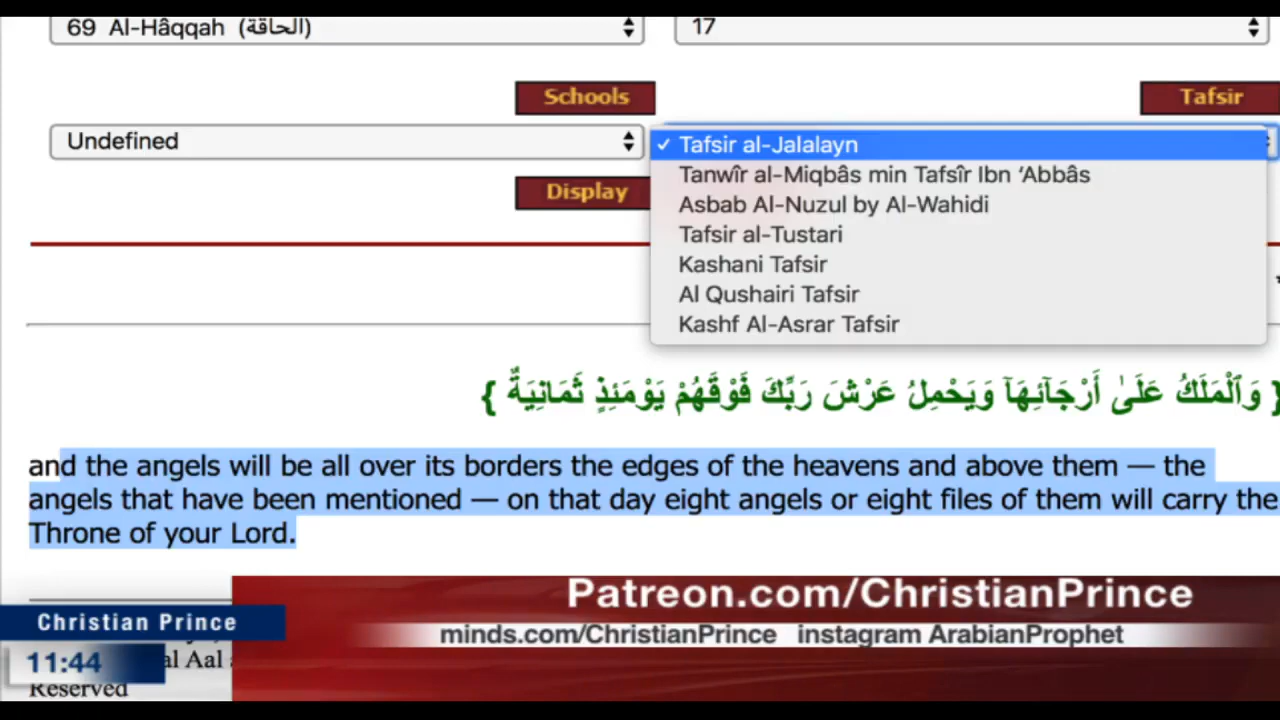 69 Al-Hâqqah (الحاقة)
17
Schools
Tafsir
Undefined
✓ Tafsir al-Jalalayn
Tanwîr al-Miqbâs min Tafsîr Ibn ‘Abbâs
Asbab Al-Nuzul by Al-Wahidi
Tafsir al-Tustari
Kashani Tafsir
Al Qushairi Tafsir
Kashf Al-Asrar Tafsir
Display
{ وَٱلْمَلَكُ عَلَىٰ أَرْجَآئِهَآ وَيَحْمِلُ عَرْشَ رَبِّكَ فَوْقَهُمْ يَوْمَئِذٍ ثَمَانِيَةٌ }
and the angels will be all over its borders the edges of the heavens and above them — the
angels that have been mentioned — on that day eight angels or eight files of them will carry the
Throne of your Lord.
Patreon.com/ChristianPrince
Christian Prince
minds.com/ChristianPrince instagram ArabianProphet
11:44
al Aal
Reserved